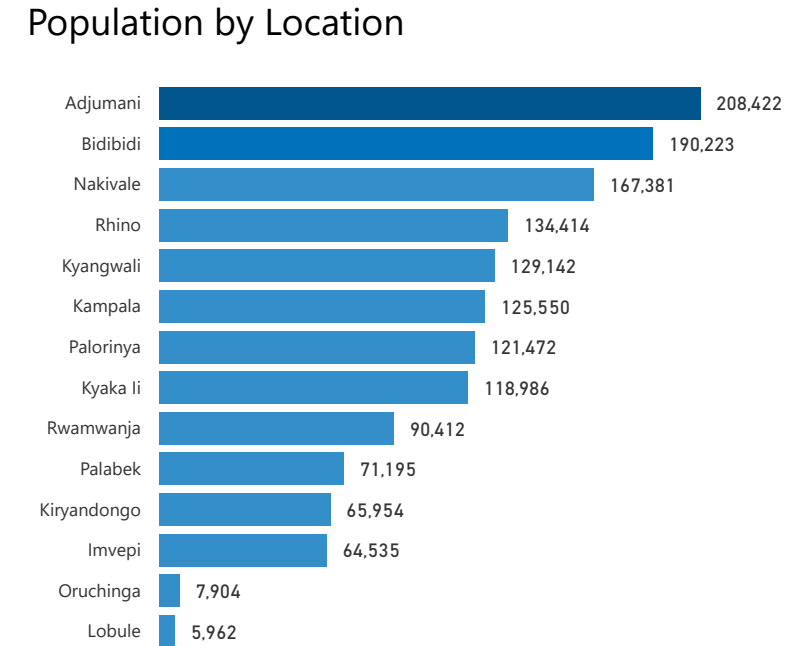 Population by Location
Adjumani 208,422
Bidibidi 190,223
Nakivale 167,381
Rhino 134,414
Kyangwali 129,142
Kampala 125,550
Palorinya 121,472
Kyaka Ii 118,986
Rwamwanja 90,412
Palabek 71,195
Kiryandongo 65,954
Imvepi 64,535
Oruchinga 7,904
Lobule 5,962